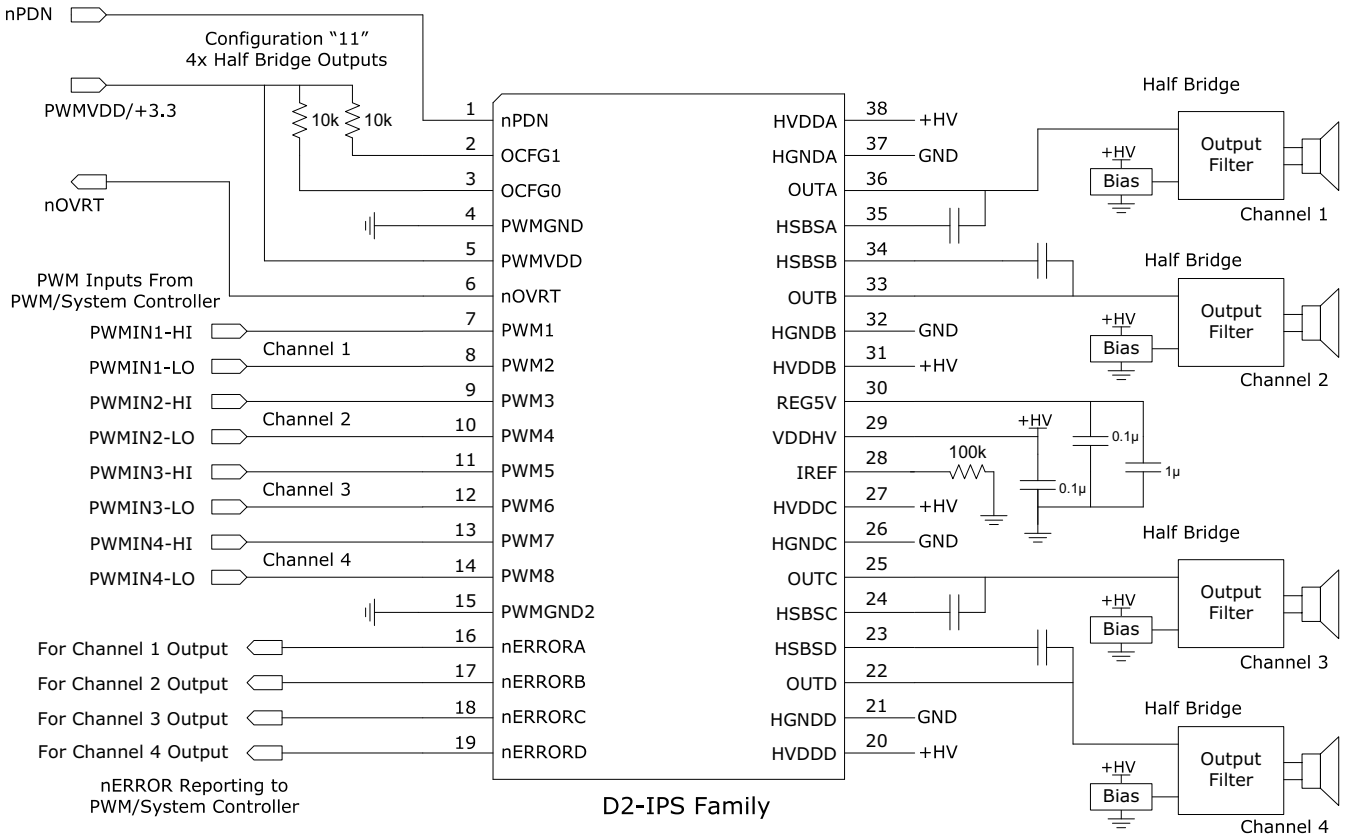 nPDN
Configuration “11”
4x Half Bridge Outputs
PWMVDD/+3.3
10k
10k
nOVRT
PWM Inputs From
PWM/System Controller
PWMIN1-HI
Channel 1
PWMIN1-LO
PWMIN2-HI
Channel 2
PWMIN2-LO
PWMIN3-HI
Channel 3
PWMIN3-LO
PWMIN4-HI
Channel 4
PWMIN4-LO
For Channel 1 Output
For Channel 2 Output
For Channel 3 Output
For Channel 4 Output
nERROR Reporting to
PWM/System Controller
1 nPDN
2 OCFG1
3 OCFG0
4 PWMGND
5 PWMVDD
6 nOVRT
7 PWM1
8 PWM2
9 PWM3
10 PWM4
11 PWM5
12 PWM6
13 PWM7
14 PWM8
15 PWMGND2
16 nERRORA
17 nERRORB
18 nERRORC
19 nERRORD
HVDDA 38 +HV
HGNDA 37 GND
OUTA 36
HSBSA 35
HSBSB 34
OUTB 33
HGNDB 32 GND
HVDDB 31 +HV
REG5V 30
VDDHV 29
IREF 28
HVDDC 27 +HV
HGNDC 26 GND
OUTC 25
HSBSC 24
HSBSD 23
OUTD 22
HGNDD 21 GND
HVDDD 20 +HV
D2-IPS Family
100k
+HV
0.1µ
0.1µ
1µ
Half Bridge
+HV
Bias
Output
Filter
Channel 1
Half Bridge
+HV
Bias
Output
Filter
Channel 2
Half Bridge
+HV
Bias
Output
Filter
Channel 3
Half Bridge
+HV
Bias
Output
Filter
Channel 4